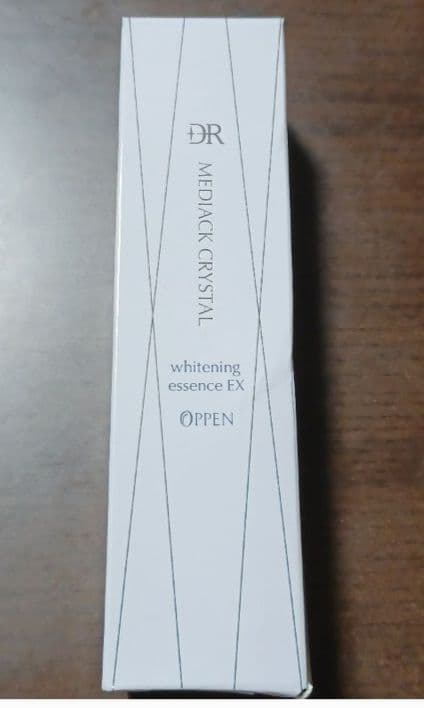 DR
MEDIACK CRYSTAL
whitening
essence EX
OPPEN